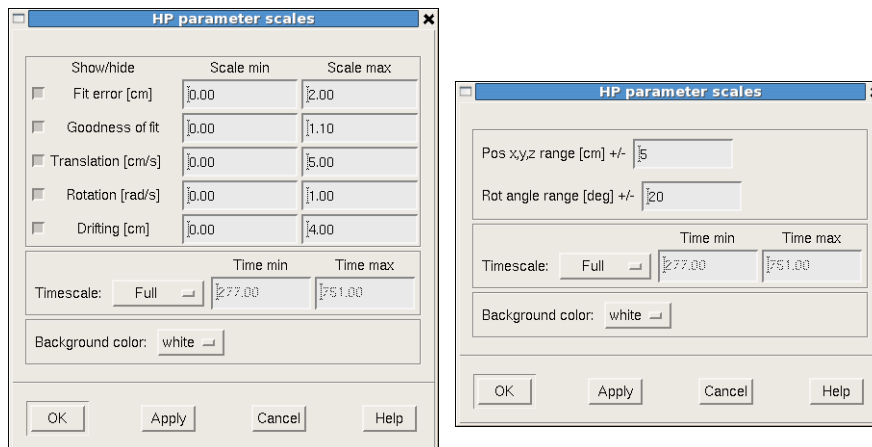 HP parameter scales
Show/hide Scale min Scale max
Fit error [cm] 0.00 2.00
Goodness of fit 0.00 1.10
Translation [cm/s] 0.00 5.00
Rotation [rad/s] 0.00 1.00
Drifting [cm] 0.00 4.00
Time min Time max
Timescale: Full 277.00 751.00
Background color: white
OK Apply Cancel Help
HP parameter scales
Pos x,y,z range [cm] +/- 5
Rot angle range [deg] +/- 20
Time min Time max
Timescale: Full 277.00 751.00
Background color: white
OK Apply Cancel Help